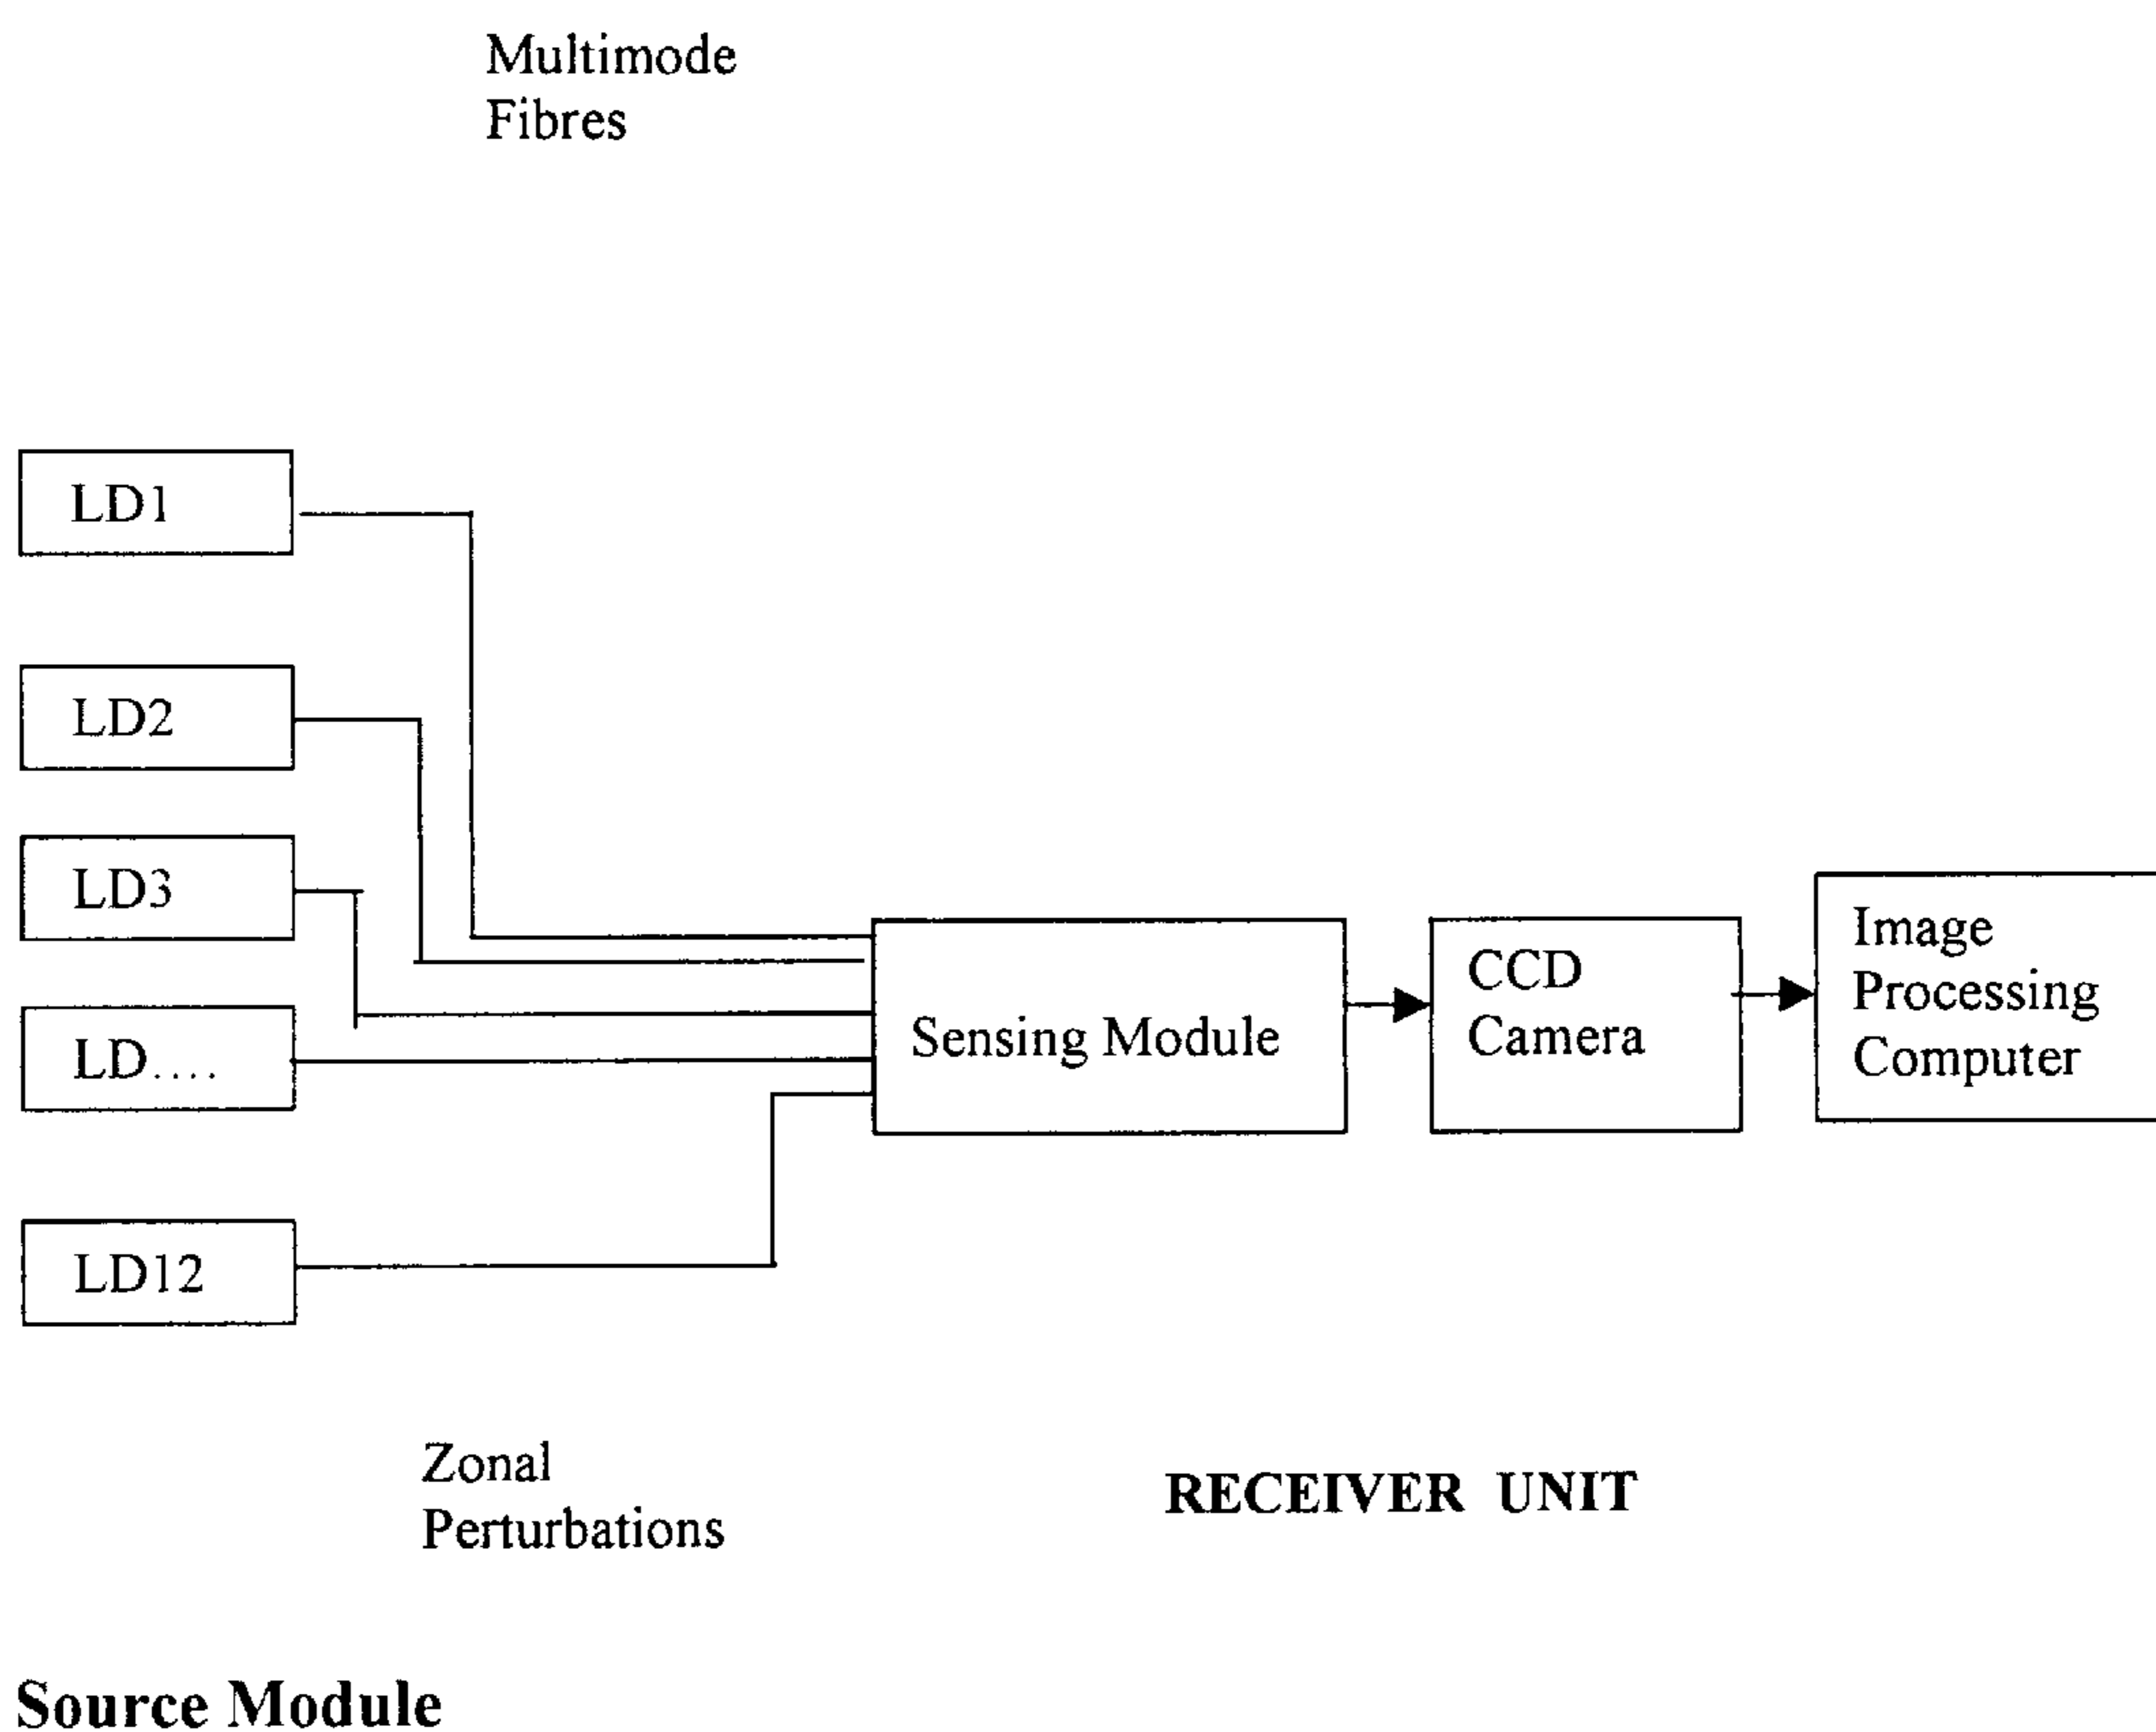 Multimode
Fibres
LD1
LD2
LD3
LD....
LD12
Sensing Module
CCD
Camera
Image
Processing
Computer
Zonal
Perturbations
RECEIVER UNIT
Source Module